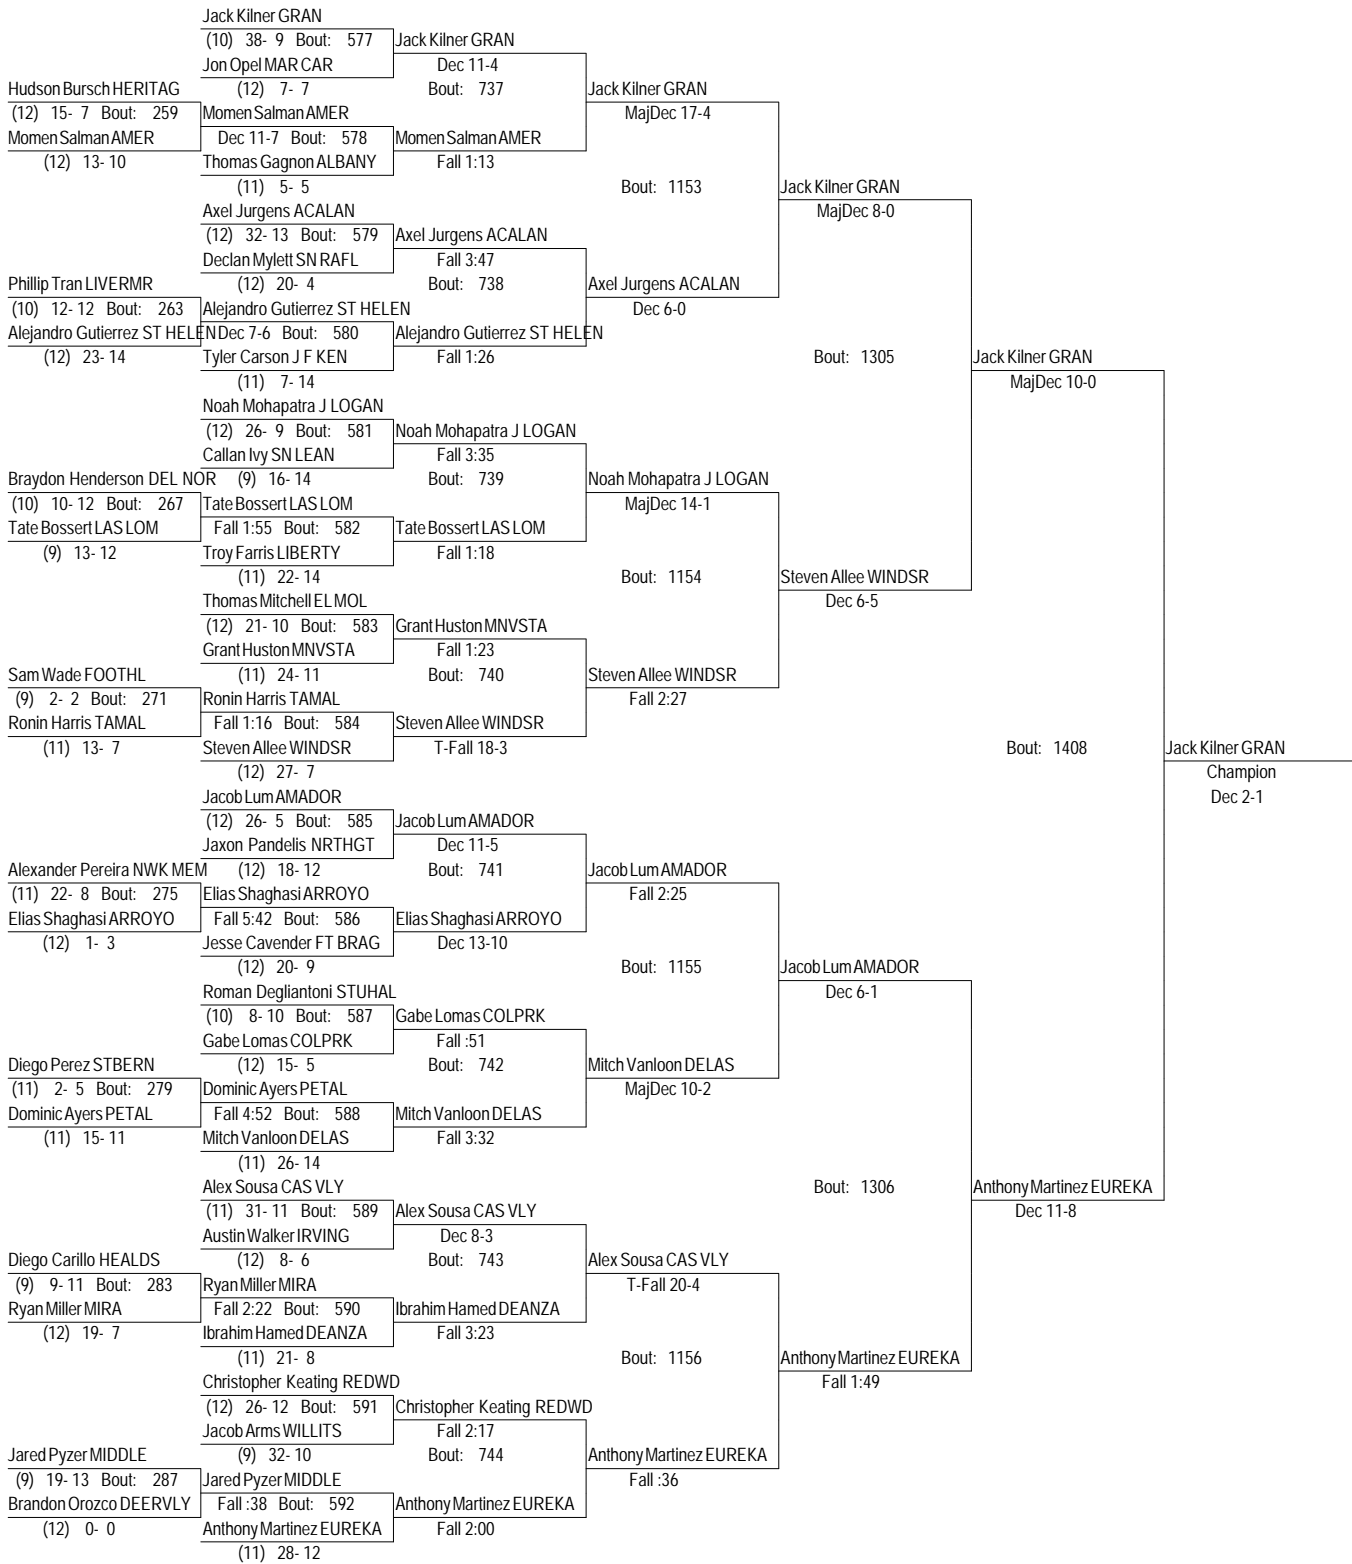 Jack Kilner GRAN
(10) 38- 9 Bout: 577 Jack Kilner GRAN
Jon Opel MAR CAR Dec 11-4
(12) 7- 7 Bout: 737
Hudson Bursch HERITAG Jack Kilner GRAN
(12) 15- 7 Bout: 259 Momen Salman AMER MajDec 17-4
Momen Salman AMER Dec 11-7 Bout: 578 Momen Salman AMER
(12) 13- 10 Thomas Gagnon ALBANY Fall 1:13
(11) 5- 5 Bout: 1153 Jack Kilner GRAN
Axel Jurgens ACALAN MajDec 8-0
(12) 32- 13 Bout: 579 Axel Jurgens ACALAN
Declan Mylett SN RAFL Fall 3:47
Phillip Tran LIVERMR (12) 20- 4 Bout: 738 Axel Jurgens ACALAN
(10) 12- 12 Bout: 263 Alejandro Gutierrez ST HELEN Dec 6-0
Alejandro Gutierrez ST HELEN Dec 7-6 Bout: 580 Alejandro Gutierrez ST HELEN
(12) 23- 14 Tyler Carson J F KEN Fall 1:26 Bout: 1305 Jack Kilner GRAN
(11) 7- 14 MajDec 10-0
Noah Mohapatra J LOGAN
(12) 26- 9 Bout: 581 Noah Mohapatra J LOGAN
Callan Ivy SN LEAN Fall 3:35
Braydon Henderson DEL NOR (9) 16- 14 Bout: 739 Noah Mohapatra J LOGAN
(10) 10- 12 Bout: 267 Tate Bossert LAS LOM MajDec 14-1
Tate Bossert LAS LOM Fall 1:55 Bout: 582 Tate Bossert LAS LOM
(9) 13- 12 Troy Farris LIBERTY Fall 1:18
(11) 22- 14 Bout: 1154 Steven Allee WINDSR
Thomas Mitchell EL MOL Dec 6-5
(12) 21- 10 Bout: 583 Grant Huston MNVSTA
Grant Huston MNVSTA Fall 1:23
Sam Wade FOOTHL (11) 24- 11 Bout: 740 Steven Allee WINDSR
(9) 2- 2 Bout: 271 Ronin Harris TAMAL Fall 2:27
Ronin Harris TAMAL Fall 1:16 Bout: 584 Steven Allee WINDSR
(11) 13- 7 Steven Allee WINDSR T-Fall 18-3 Bout: 1408 Jack Kilner GRAN
(12) 27- 7 Champion
Jacob Lum AMADOR Dec 2-1
(12) 26- 5 Bout: 585 Jacob Lum AMADOR
Jaxon Pandelis NRTHGT Dec 11-5
Alexander Pereira NWK MEM (12) 18- 12 Bout: 741 Jacob Lum AMADOR
(11) 22- 8 Bout: 275 Elias Shaghasi ARROYO Fall 2:25
Elias Shaghasi ARROYO Fall 5:42 Bout: 586 Elias Shaghasi ARROYO
(12) 1- 3 Jesse Cavender FT BRAG Dec 13-10
(12) 20- 9 Bout: 1155 Jacob Lum AMADOR
Roman Degliantoni STUHAL Dec 6-1
(10) 8- 10 Bout: 587 Gabe Lomas COLPRK
Gabe Lomas COLPRK Fall :51
Diego Perez STBERN (12) 15- 5 Bout: 742 Mitch Vanloon DELAS
(11) 2- 5 Bout: 279 Dominic Ayers PETAL MajDec 10-2
Dominic Ayers PETAL Fall 4:52 Bout: 588 Mitch Vanloon DELAS
(11) 15- 11 Mitch Vanloon DELAS Fall 3:32
(11) 26- 14
Alex Sousa CAS VLY Bout: 1306 Anthony Martinez EUREKA
(11) 31- 11 Bout: 589 Alex Sousa CAS VLY Dec 11-8
Austin Walker IRVING Dec 8-3
Diego Carillo HEALDS (12) 8- 6 Bout: 743 Alex Sousa CAS VLY
(9) 9- 11 Bout: 283 Ryan Miller MIRA T-Fall 20-4
Ryan Miller MIRA Fall 2:22 Bout: 590 Ibrahim Hamed DEANZA
(12) 19- 7 Ibrahim Hamed DEANZA Fall 3:23
(11) 21- 8 Bout: 1156 Anthony Martinez EUREKA
Christopher Keating REDWD Fall 1:49
(12) 26- 12 Bout: 591 Christopher Keating REDWD
Jacob Arms WILLITS Fall 2:17
Jared Pyzer MIDDLE (9) 32- 10 Bout: 744 Anthony Martinez EUREKA
(9) 19- 13 Bout: 287 Jared Pyzer MIDDLE Fall :36
Brandon Orozco DEERVLY Fall :38 Bout: 592 Anthony Martinez EUREKA
(12) 0- 0 Anthony Martinez EUREKA Fall 2:00
(11) 28- 12